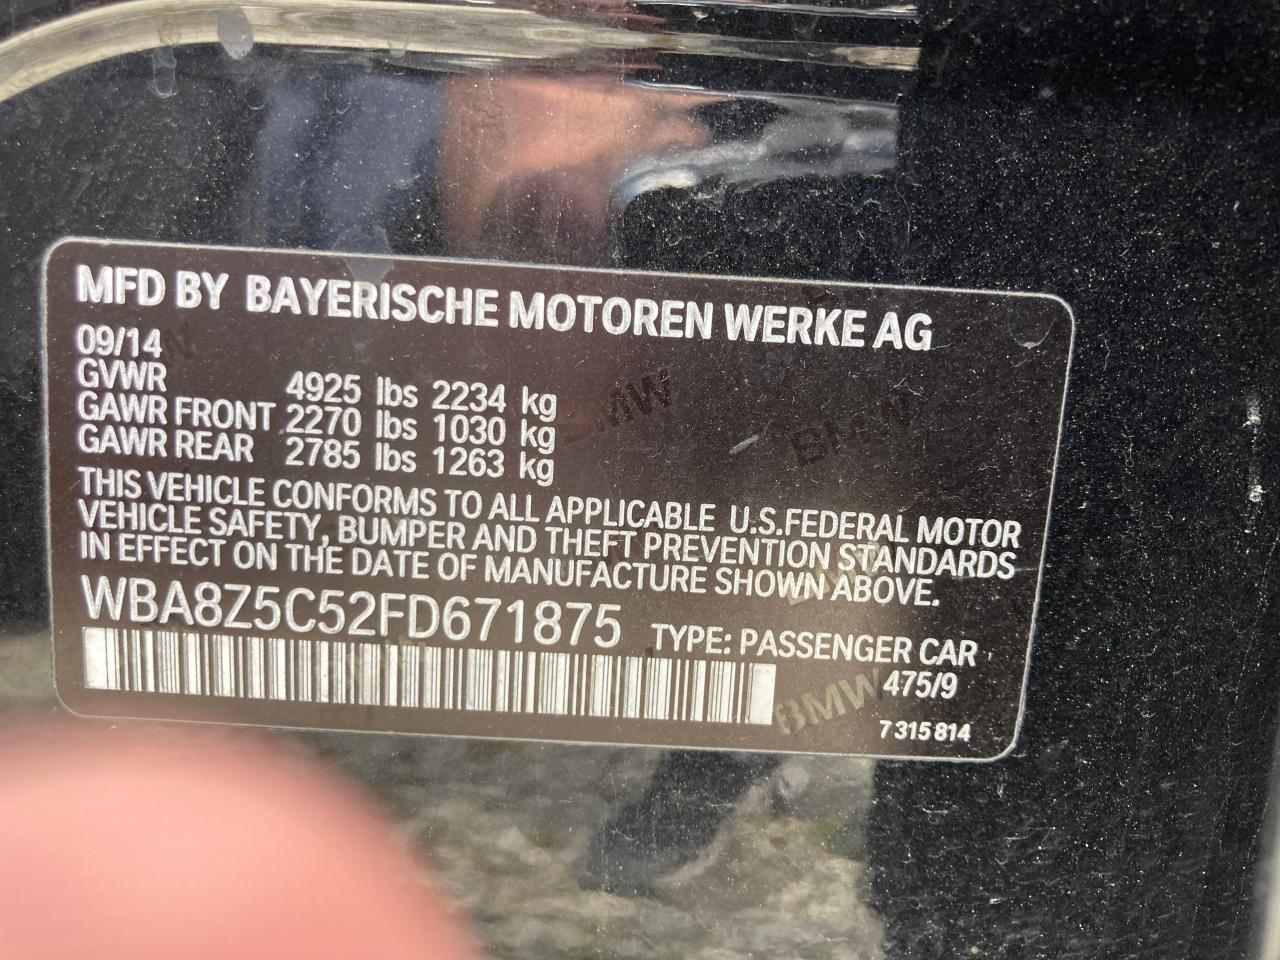 MFD BY BAYERISCHE MOTOREN WERKE AG
09/14
GVWR 4925 lbs 2234 kg
GAWR FRONT 2270 lbs 1030 kg
GAWR REAR 2785 lbs 1263 kg
THIS VEHICLE CONFORMS TO ALL APPLICABLE U.S.FEDERAL MOTOR
VEHICLE SAFETY, BUMPER AND THEFT PREVENTION STANDARDS
IN EFFECT ON THE DATE OF MANUFACTURE SHOWN ABOVE.
WBA8Z5C52FD671875 TYPE: PASSENGER CAR
475/9
BMW
7 315 814